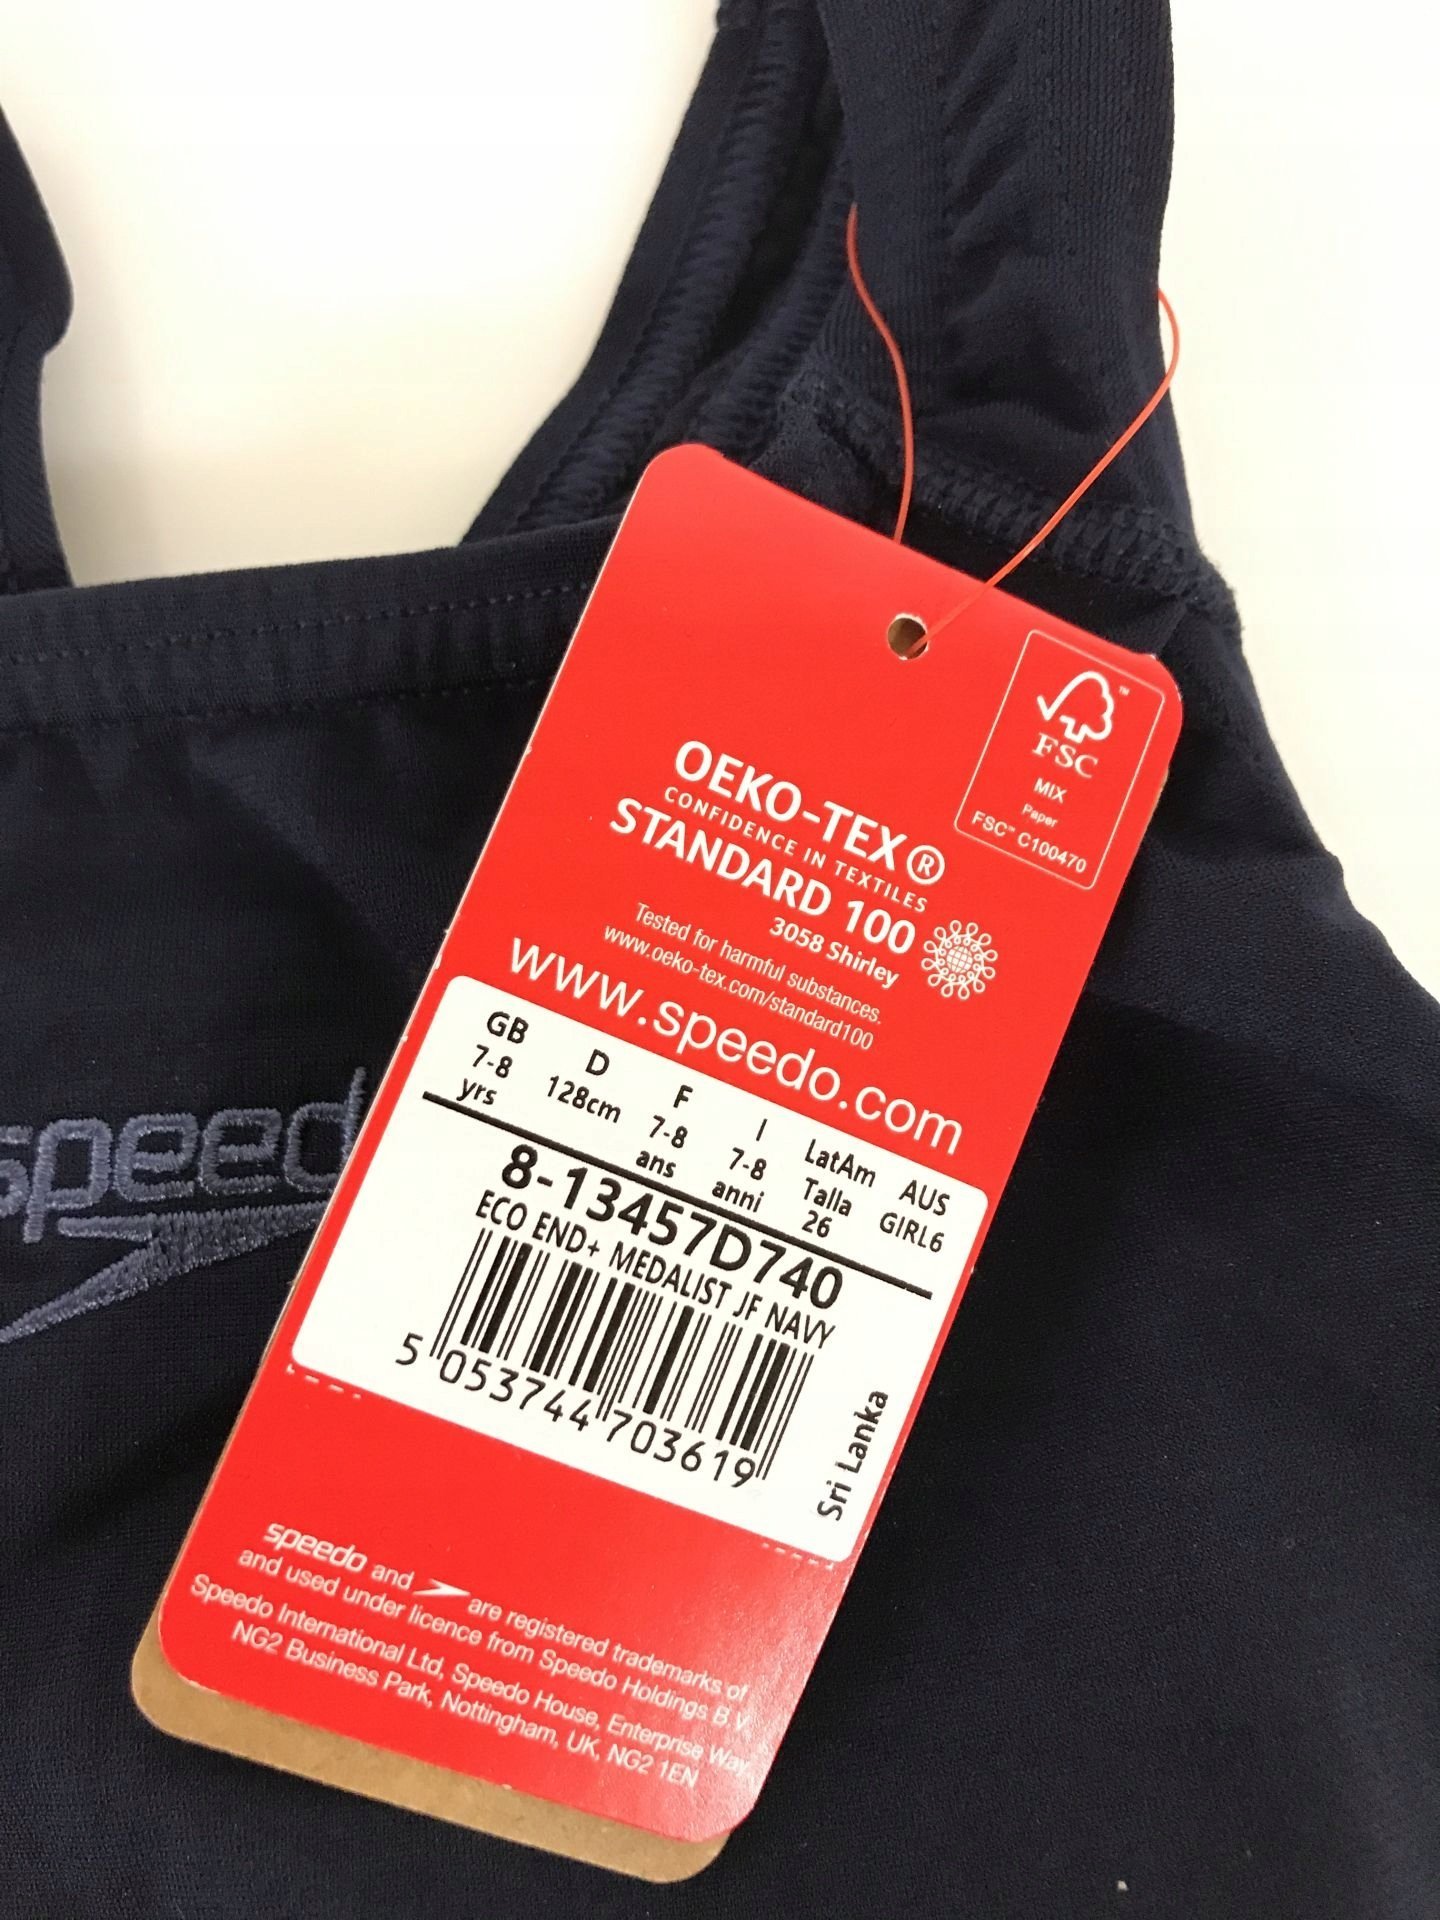 FSC™
MIX
Paper
FSC™ C100470
OEKO-TEX®
CONFIDENCE IN TEXTILES
STANDARD 100
3058 Shirley
Tested for harmful substances.
www.oeko-tex.com/standard100
www.speedo.com
GB D F I LatAm AUS
7-8 128cm 7-8 7-8 Talla GIRL6
yrs ans anni 26
8-13457D740
ECO END+ MEDALIST JF NAVY
5 053744 703619
Sri Lanka
speedo and are registered trademarks of
and used under licence from Speedo Holdings B.V
Speedo International Ltd, Speedo House, Enterprise Way
NG2 Business Park, Nottingham, UK, NG2 1EN
speedo